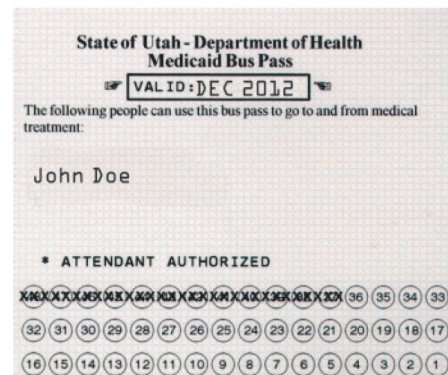 State of Utah - Department of Health
Medicaid Bus Pass
VALID: DEC 2012
The following people can use this bus pass to go to and from medical
treatment:
John Doe
* ATTENDANT AUTHORIZED
36 35 34 33
32 31 30 29 28 27 26 25 24 23 22 21 20 19 18 17
16 15 14 13 12 11 10 9 8 7 6 5 4 3 2 1